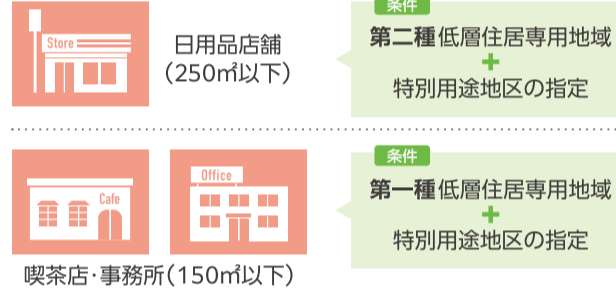 条件
Store
日用品店舗
(250㎡以下)
第二種低層住居専用地域
+
特別用途地区の指定
条件
Cafe
Office
喫茶店・事務所(150㎡以下)
第一種低層住居専用地域
+
特別用途地区の指定